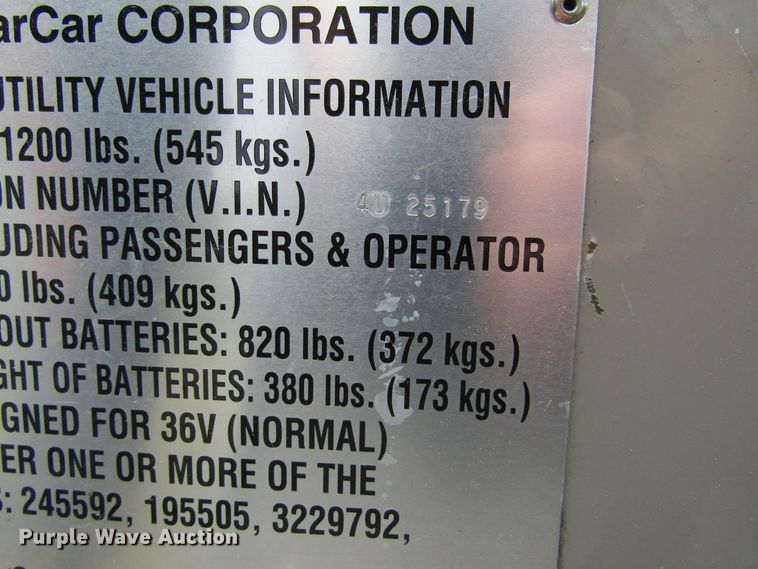 arCar CORPORATION
UTILITY VEHICLE INFORMATION
1200 lbs. (545 kgs.)
ON NUMBER (V.I.N.) 4U 25179
UDING PASSENGERS & OPERATOR
0 lbs. (409 kgs.)
OUT BATTERIES: 820 lbs. (372 kgs.)
GHT OF BATTERIES: 380 lbs. (173 kgs.)
GNED FOR 36V (NORMAL)
ER ONE OR MORE OF THE
S: 245592, 195505, 3229792,
Purple Wave Auction